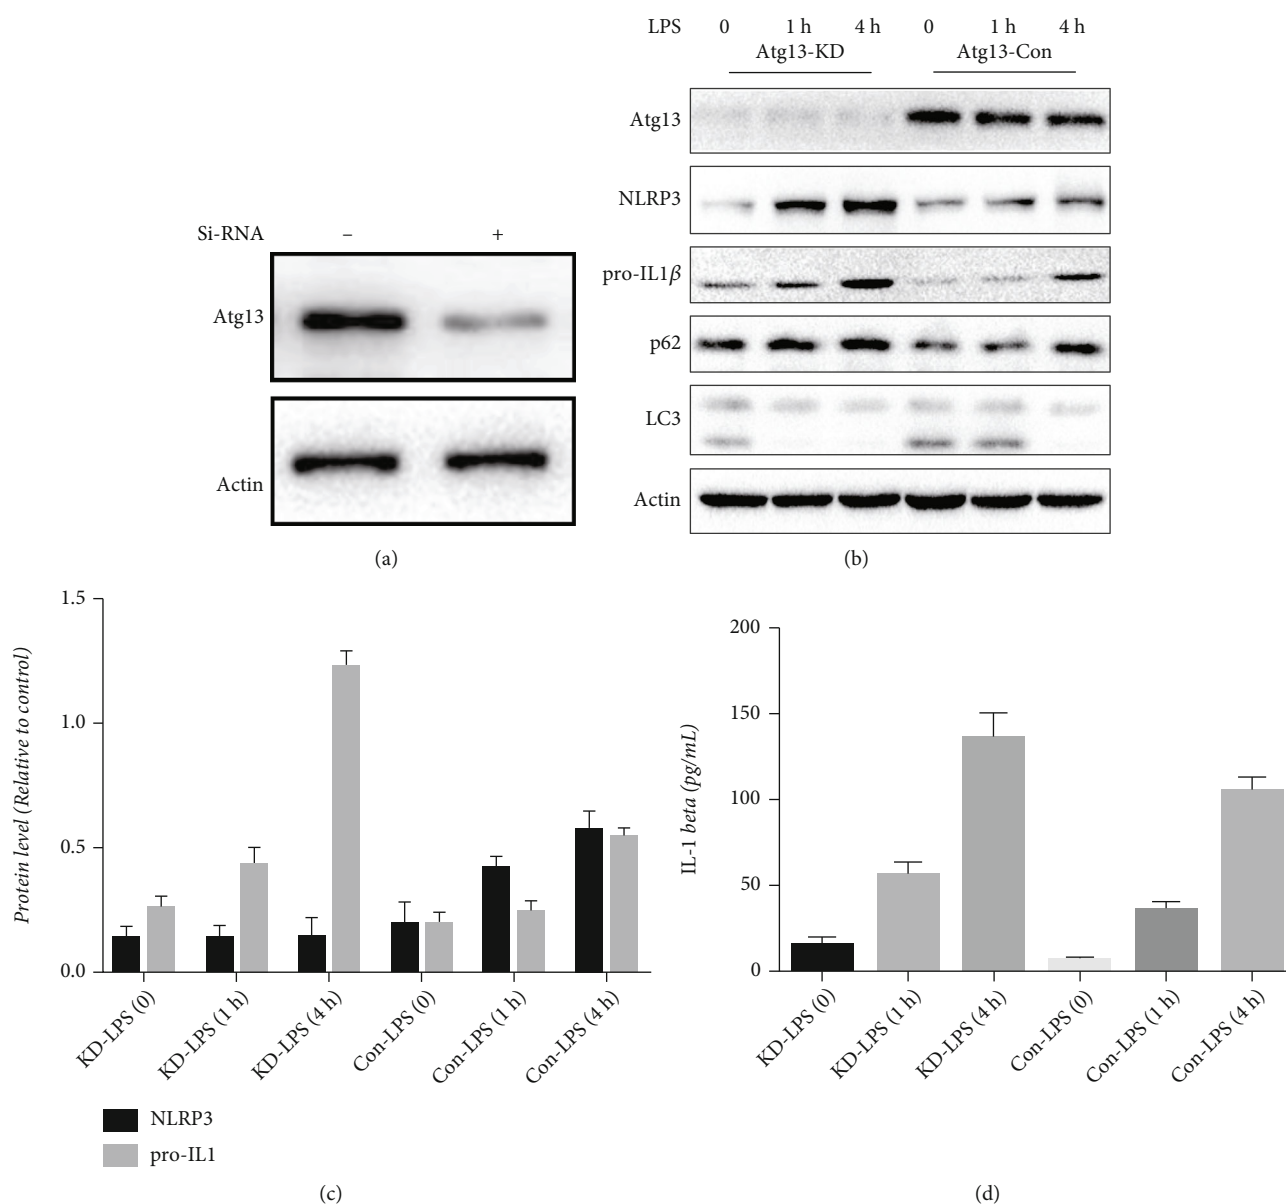 LPS 0 1 h 4 h 0 1 h 4 h
Atg13-KD Atg13-Con
Atg13
NLRP3
pro-IL1β
p62
LC3
Actin
(b)
Si-RNA – +
Atg13
Actin
(a)
Protein level (Relative to control)
1.5
1.0
0.5
0.0
KD-LPS (0)
KD-LPS (1 h)
KD-LPS (4 h)
Con-LPS (0)
Con-LPS (1 h)
Con-LPS (4 h)
NLRP3
pro-IL1
(c)
IL-1 beta (pg/mL)
200
150
100
50
0
KD-LPS (0)
KD-LPS (1 h)
KD-LPS (4 h)
Con-LPS (0)
Con-LPS (1 h)
Con-LPS (4 h)
(d)